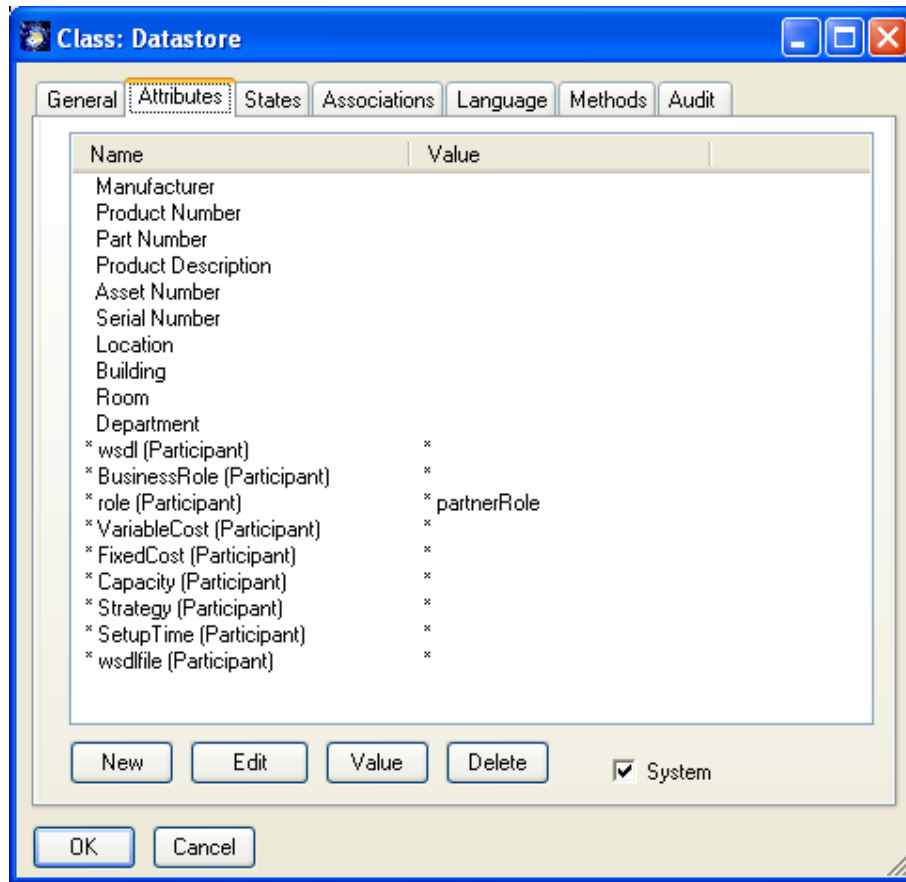 Class: Datastore
General Attributes States Associations Language Methods Audit
Name Value
Manufacturer
Product Number
Part Number
Product Description
Asset Number
Serial Number
Location
Building
Room
Department
* wsdl (Participant) *
* BusinessRole (Participant) *
* role (Participant) * partnerRole
* VariableCost (Participant) *
* FixedCost (Participant) *
* Capacity (Participant) *
* Strategy (Participant) *
* SetupTime (Participant) *
* wsdlfile (Participant) *
New Edit Value Delete System
OK Cancel